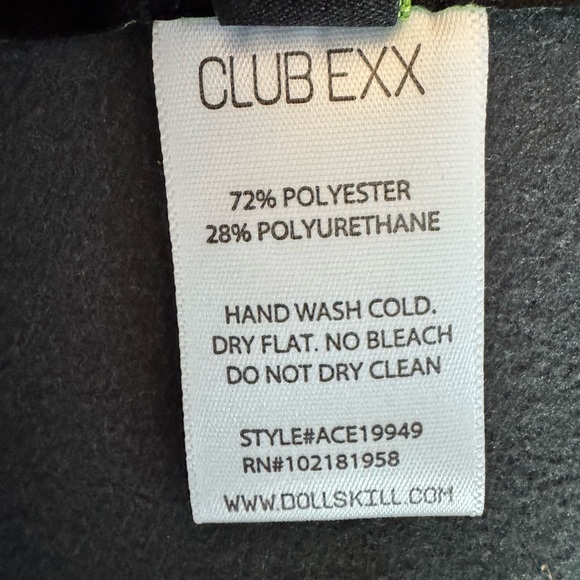 CLUB EXX
72% POLYESTER
28% POLYURETHANE
HAND WASH COLD.
DRY FLAT. NO BLEACH
DO NOT DRY CLEAN
STYLE#ACE19949
RN#102181958
WWW.DOLLSKILL.COM